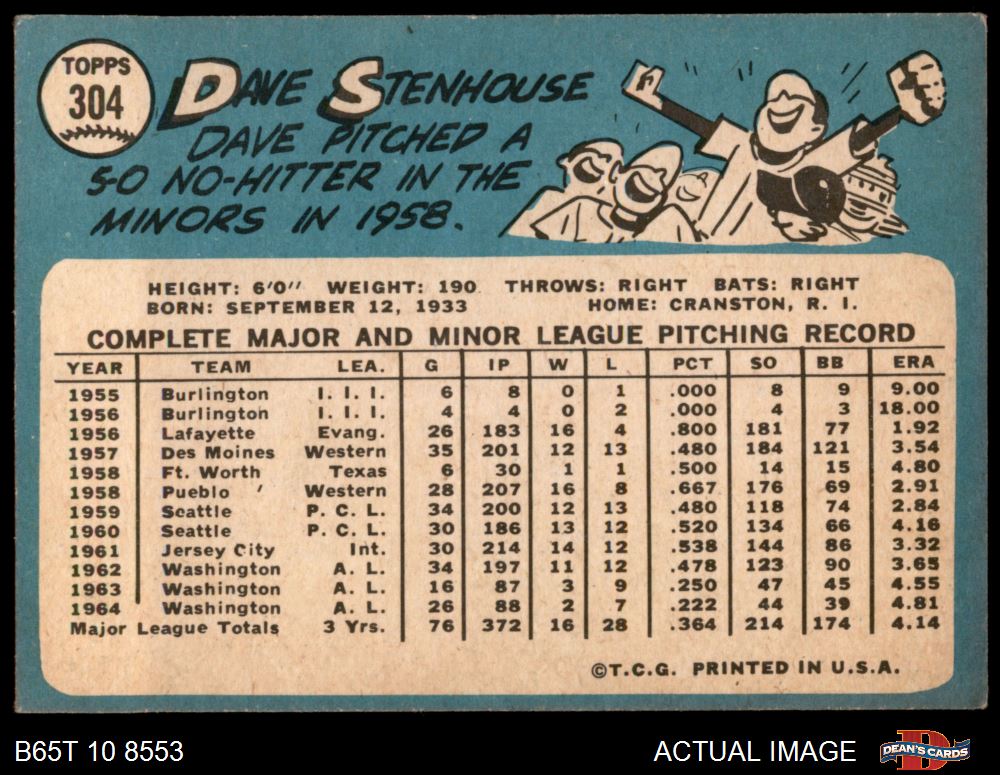 TOPPS
304
DAVE STENHOUSE
DAVE PITCHED A
5-0 NO-HITTER IN THE
MINORS IN 1958.
HEIGHT: 6'0" WEIGHT: 190 THROWS: RIGHT BATS: RIGHT
BORN: SEPTEMBER 12, 1933 HOME: CRANSTON, R. I.
COMPLETE MAJOR AND MINOR LEAGUE PITCHING RECORD
YEAR TEAM LEA. G IP W L PCT SO BB ERA
1955 Burlington I. I. I. 6 8 0 1 .000 8 9 9.00
1956 Burlington I. I. I. 4 4 0 2 .000 4 3 18.00
1956 Lafayette Evang. 26 183 16 4 .800 181 77 1.92
1957 Des Moines Western 35 201 12 13 .480 184 121 3.54
1958 Ft. Worth Texas 6 30 1 1 .500 14 15 4.80
1958 Pueblo Western 28 207 16 8 .667 176 69 2.91
1959 Seattle P. C. L. 34 200 12 13 .480 118 74 2.84
1960 Seattle P. C. L. 30 186 13 12 .520 134 66 4.16
1961 Jersey City Int. 30 214 14 12 .538 144 86 3.32
1962 Washington A. L. 34 197 11 12 .478 123 90 3.65
1963 Washington A. L. 16 87 3 9 .250 47 45 4.55
1964 Washington A. L. 26 88 2 7 .222 44 39 4.81
Major League Totals 3 Yrs. 76 372 16 28 .364 214 174 4.14
©T.C.G. PRINTED IN U.S.A.
B65T 10 8553 ACTUAL IMAGE DEAN'S CARDS